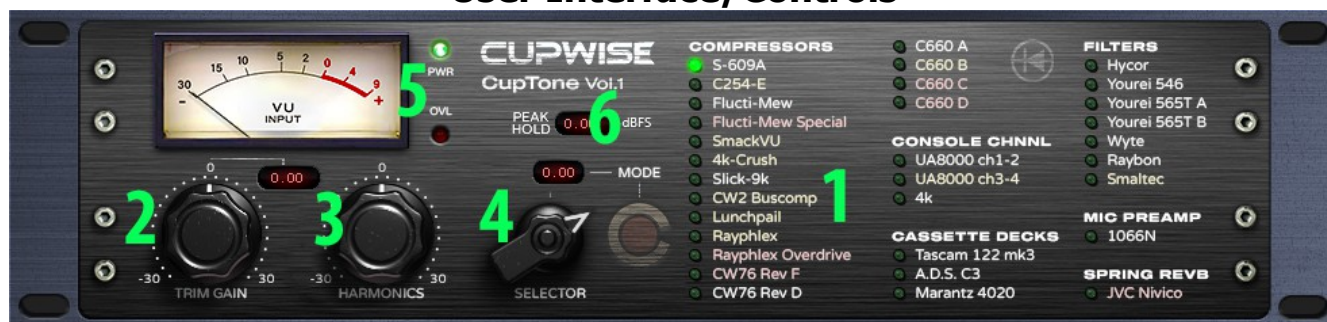 User Interface/Controls
30
15
10
5
2
0
4
9
-
+
VU
INPUT
5
PWR
OVL
CUPWISE
CupTone Vol.1
PEAK
HOLD
6
dBFS
0
0.00
0
2
3
-30
30
-30
30
TRIM GAIN
HARMONICS
0.00
MODE
4
SELECTOR
1
COMPRESSORS
S-609A
C254-E
Flucti-Mew
Flucti-Mew Special
SmackVU
4k-Crush
Slick-9k
CW2 Buscomp
Lunchpail
Rayphlex
Rayphlex Overdrive
CW76 Rev F
CW76 Rev D
C660 A
C660 B
C660 C
C660 D
CONSOLE CHNNL
UA8000 ch1-2
UA8000 ch3-4
4k
CASSETTE DECKS
Tascam 122 mk3
A.D.S. C3
Marantz 4020
FILTERS
Hycor
Yourei 546
Yourei 565T A
Yourei 565T B
Wyte
Raybon
Smaltec
MIC PREAMP
1066N
SPRING REVB
JVC Nivico